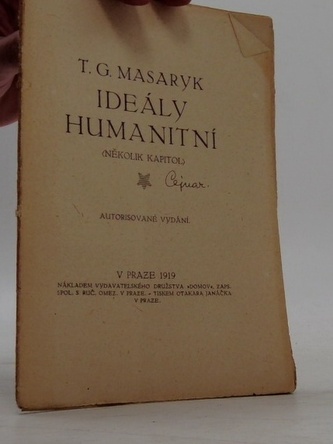 T. G. MASARYK
IDEÁLY
HUMANITNÍ
(NĚKOLIK KAPITOL)
Cejnar.
AUTORISOVANÉ VYDÁNÍ.
V PRAZE 1919
NÁKLADEM VYDAVATELSKÉHO DRUŽSTVA »DOMOV«, ZAPS.
SPOL. S RUČ. OMEZ. V PRAZE. - TISKEM OTAKARA JANÁČKA
V PRAZE.